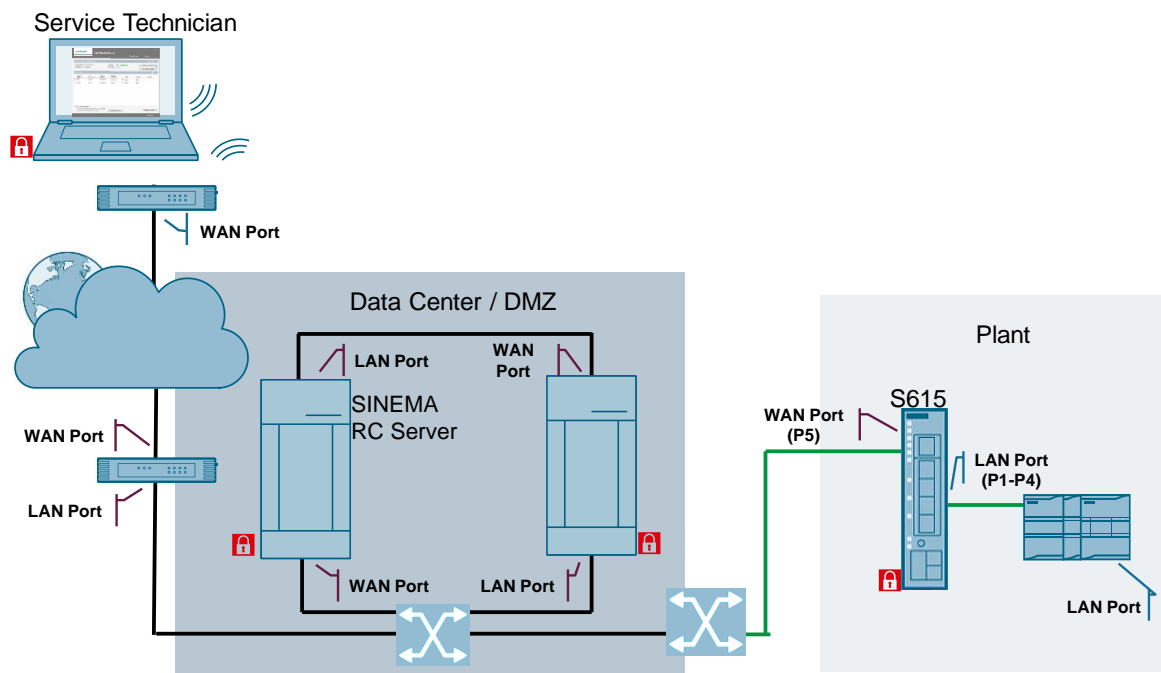 Service Technician
WAN Port
Data Center / DMZ
LAN Port
WAN
Port
SINEMA
RC Server
WAN Port
LAN Port
WAN Port
LAN Port
Plant
S615
WAN Port
(P5)
LAN Port
(P1-P4)
LAN Port